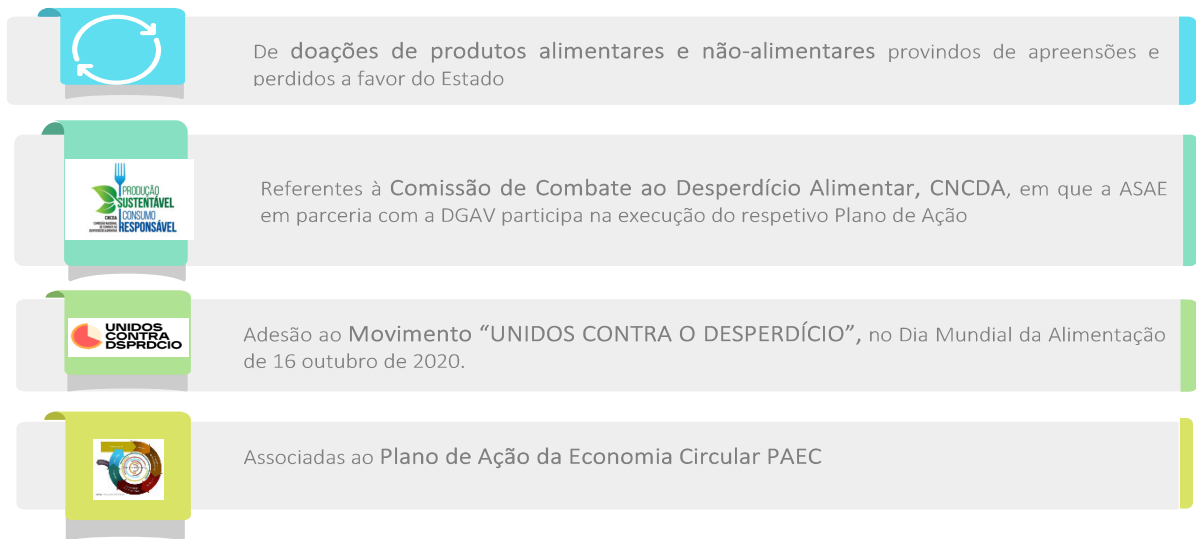 De doações de produtos alimentares e não-alimentares provindos de apreensões e
perdidos a favor do Estado
PRODUÇÃO
SUSTENTÁVEL
CONSUMO
RESPONSÁVEL
CNCDA
Referentes à Comissão de Combate ao Desperdício Alimentar, CNCDA, em que a ASAE
em parceria com a DGAV participa na execução do respetivo Plano de Ação
UNIDOS
CONTRA
DSPRDCIO
Adesão ao Movimento “UNIDOS CONTRA O DESPERDÍCIO”, no Dia Mundial da Alimentação
de 16 outubro de 2020.
Associadas ao Plano de Ação da Economia Circular PAEC